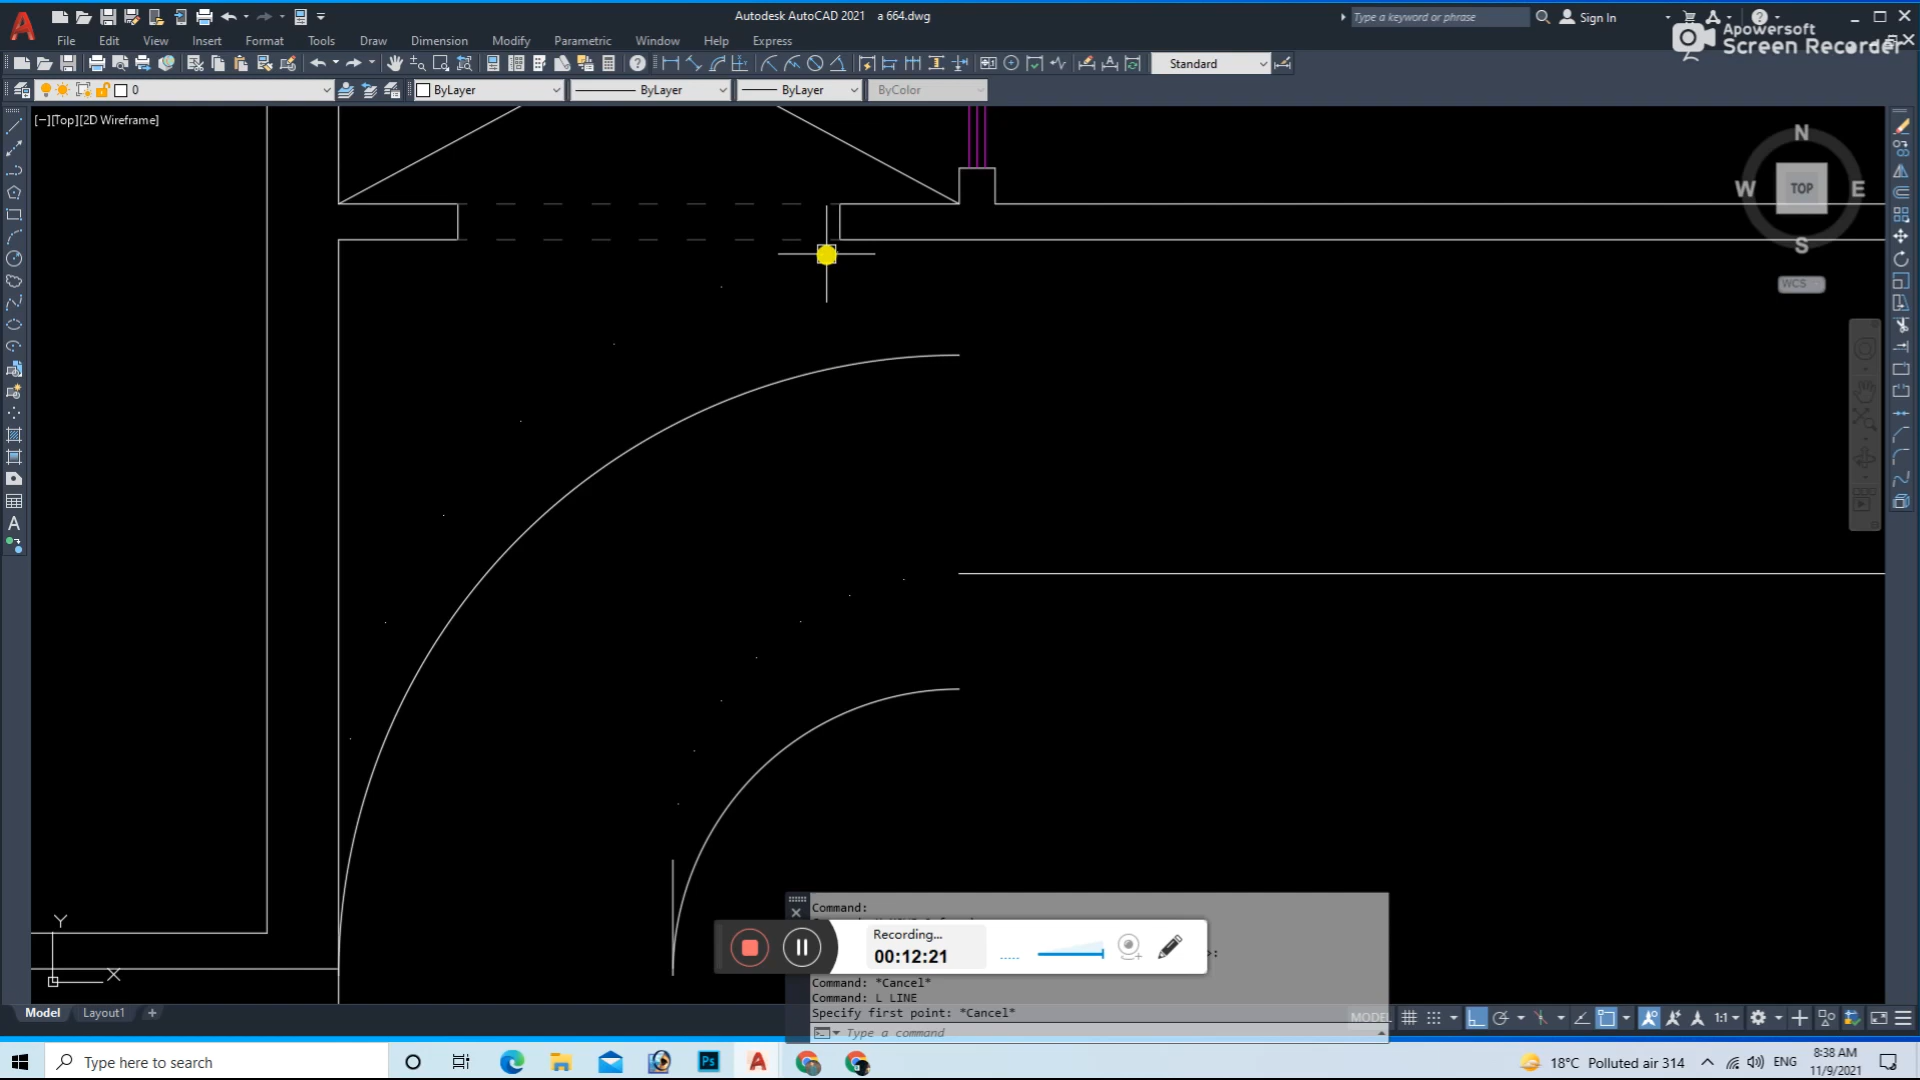 Autodesk AutoCAD 2021 a 664.dwg
Type a keyword or phrase
Sign In
Apowersoft
Screen Recorder
File Edit View Insert Format Tools Draw Dimension Modify Parametric Window Help Express
Standard
0
ByLayer
ByLayer
ByLayer
ByColor
[−][Top][2D Wireframe]
N
W
TOP
E
S
WCS
Y
X
Command:
Recording...
00:12:21
Command: *Cancel*
Command: L LINE
Specify first point: *Cancel*
Type a command
Model
Layout1
MODEL
1:1
Type here to search
Ps
18°C Polluted air 314
ENG
8:38 AM
11/9/2021